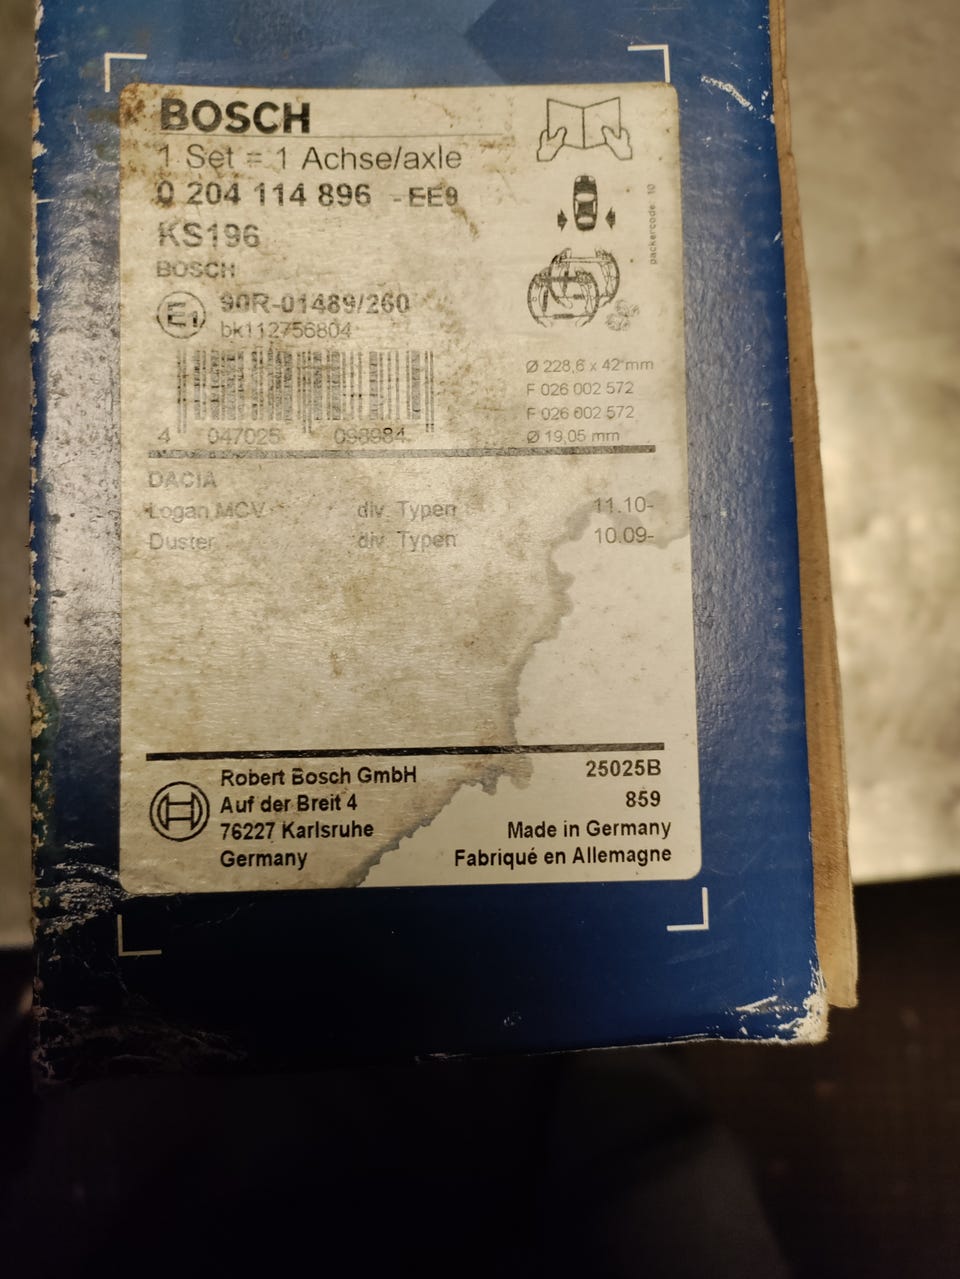 BOSCH
1 Set = 1 Achse/axle
0 204 114 896 - EE9
KS196
BOSCH
E1 90R-01489/260
bk112756804
packercode: 10
Ø 228,6 x 42 mm
F 026 002 572
F 026 002 572
Ø 19,05 mm
4 047025 098984
DACIA
Logan MCV div. Typen 11.10-
Duster div. Typen 10.09-
Robert Bosch GmbH
Auf der Breit 4
76227 Karlsruhe
Germany
25025B
859
Made in Germany
Fabriqué en Allemagne